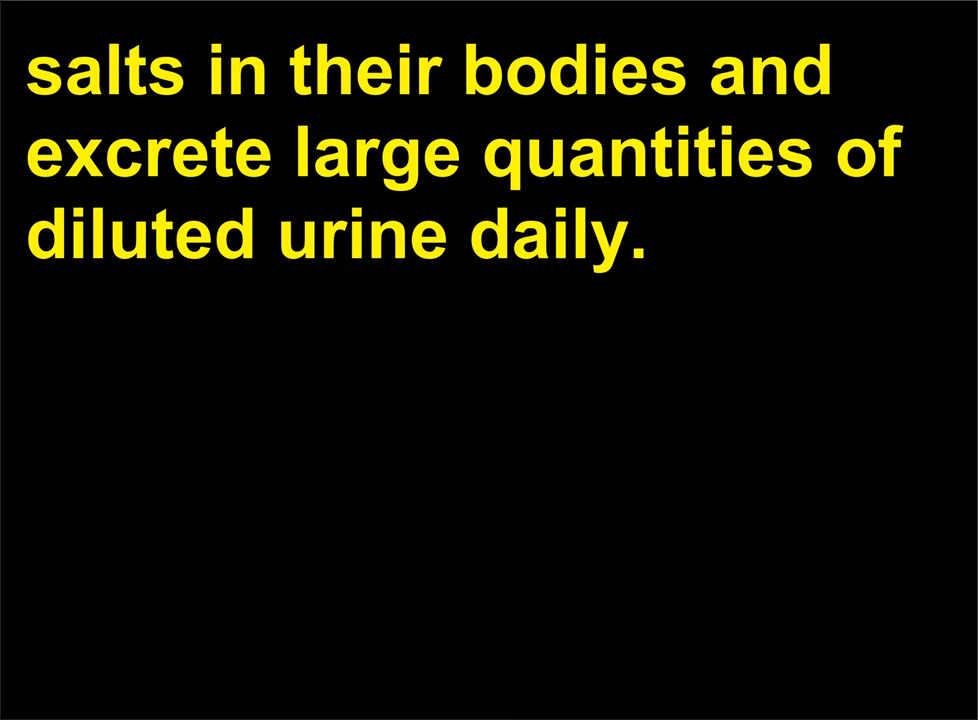 salts in their bodies and
excrete large quantities of
diluted urine daily.